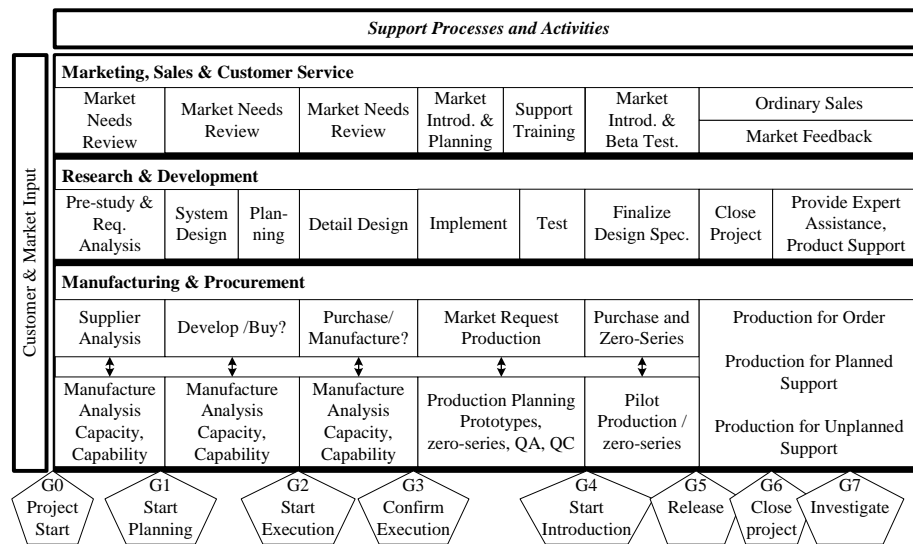 Support Processes and Activities
Customer & Market Input
Marketing, Sales & Customer Service
Market
Needs
Review
Market Needs
Review
Market Needs
Review
Market
Introd. &
Planning
Support
Training
Market
Introd. &
Beta Test.
Ordinary Sales
Market Feedback
Research & Development
Pre-study &
Req.
Analysis
System
Design
Plan-
ning
Detail Design
Implement
Test
Finalize
Design Spec.
Close
Project
Provide Expert
Assistance,
Product Support
Manufacturing & Procurement
Supplier
Analysis
Develop /Buy?
Purchase/
Manufacture?
Market Request
Production
Purchase and
Zero-Series
Manufacture
Analysis
Capacity,
Capability
Manufacture
Analysis
Capacity,
Capability
Manufacture
Analysis
Capacity,
Capability
Production Planning
Prototypes,
zero-series, QA, QC
Pilot
Production /
zero-series
Production for Order
Production for Planned
Support
Production for Unplanned
Support
G0
Project
Start
G1
Start
Planning
G2
Start
Execution
G3
Confirm
Execution
G4
Start
Introduction
G5
Release
G6
Close
project
G7
Investigate